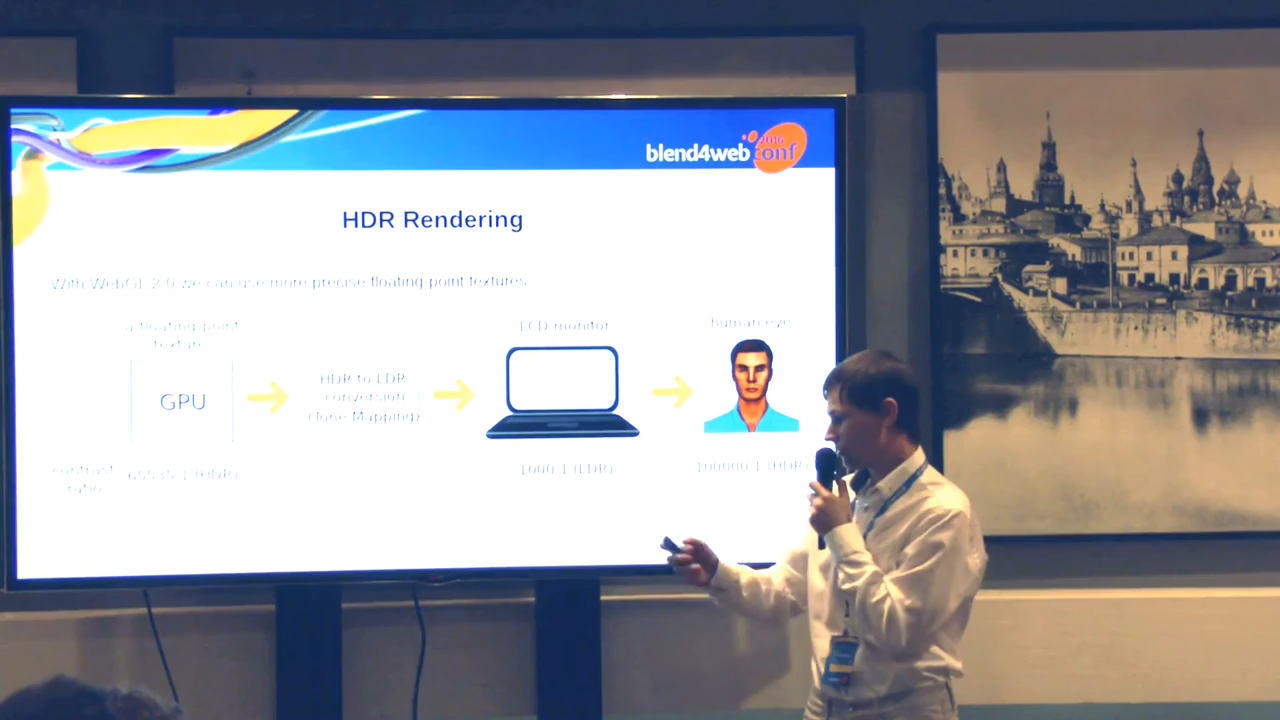 blend4web conf
2016
HDR Rendering
With WebGL 2.0 we can use more precise floating point textures
a floating point
texture
LCD monitor
human eye
GPU
HDR to LDR
conversion
(Tone Mapping)
contrast
ratio
65535:1 (HDR)
1000:1 (LDR)
100000:1 (HDR)